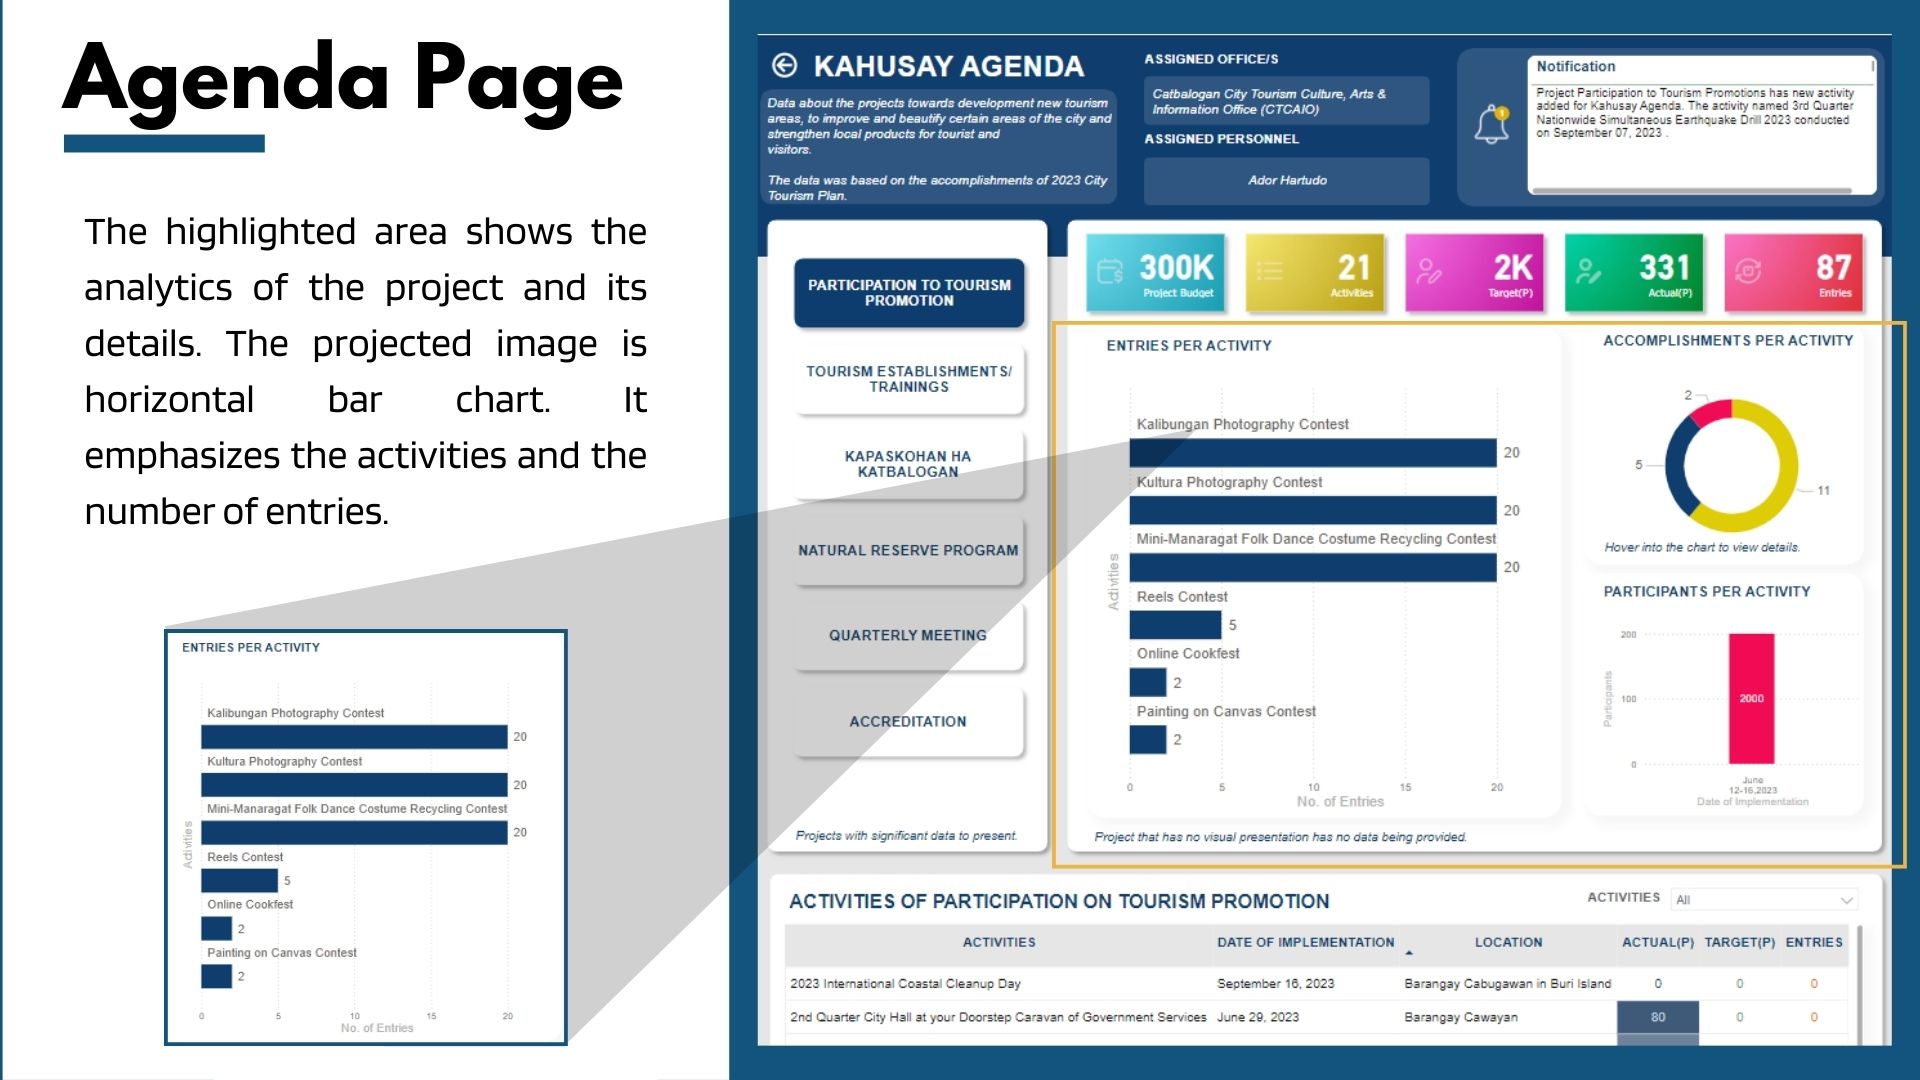 Agenda Page
The highlighted area shows the
analytics of the project and its
details. The projected image is
horizontal bar chart. It
emphasizes the activities and the
number of entries.
ENTRIES PER ACTIVITY
Kalibungan Photography Contest
20
Kultura Photography Contest
20
Mini-Manaragat Folk Dance Costume Recycling Contest
20
Reels Contest
5
Online Cookfest
2
Painting on Canvas Contest
2
Activities
0 5 10 15 20
No. of Entries
KAHUSAY AGENDA
Data about the projects towards development new tourism
areas, to improve and beautify certain areas of the city and
strengthen local products for tourist and
visitors.
The data was based on the accomplishments of 2023 City
Tourism Plan.
ASSIGNED OFFICE/S
Catbalogan City Tourism Culture, Arts &
Information Office (CTCAIO)
ASSIGNED PERSONNEL
Ador Hartudo
1
Notification
Project Participation to Tourism Promotions has new activity
added for Kahusay Agenda. The activity named 3rd Quarter
Nationwide Simultaneous Earthquake Drill 2023 conducted
on September 07, 2023 .
PARTICIPATION TO TOURISM
PROMOTION
TOURISM ESTABLISHMENTS/
TRAININGS
KAPASKOHAN HA
KATBALOGAN
NATURAL RESERVE PROGRAM
QUARTERLY MEETING
ACCREDITATION
Projects with significant data to present.
300K
Project Budget
21
Activities
2K
Target(P)
331
Actual(P)
87
Entries
ENTRIES PER ACTIVITY
Kalibungan Photography Contest
20
Kultura Photography Contest
20
Mini-Manaragat Folk Dance Costume Recycling Contest
20
Reels Contest
5
Online Cookfest
2
Painting on Canvas Contest
2
Activities
0 5 10 15 20
No. of Entries
Project that has no visual presentation has no data being provided.
ACCOMPLISHMENTS PER ACTIVITY
2
5
11
Hover into the chart to view details.
PARTICIPANTS PER ACTIVITY
200
100
0
Participants
2000
June
12-16,2023
Date of Implementation
ACTIVITIES OF PARTICIPATION ON TOURISM PROMOTION
ACTIVITIES All
ACTIVITIES DATE OF IMPLEMENTATION LOCATION ACTUAL(P) TARGET(P) ENTRIES
2023 International Coastal Cleanup Day September 16, 2023 Barangay Cabugawan in Buri Island 0 0 0
2nd Quarter City Hall at your Doorstep Caravan of Government Services June 29, 2023 Barangay Cawayan 80 0 0